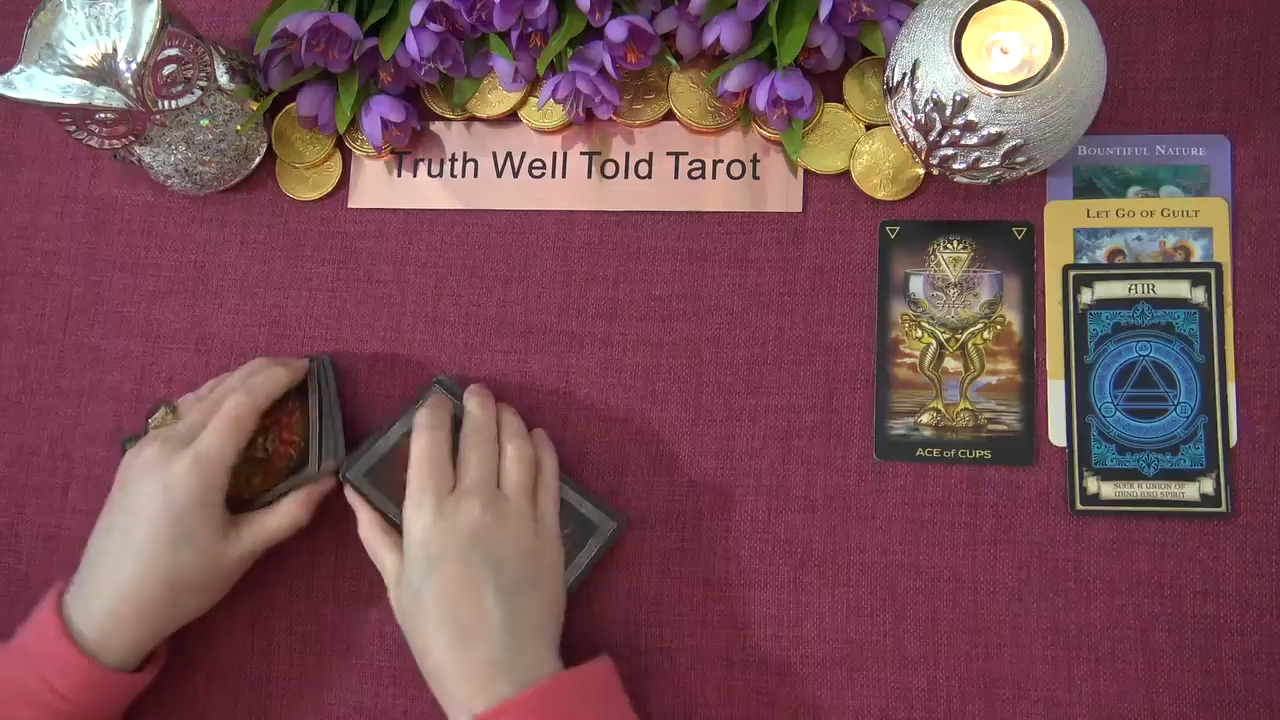 Truth Well Told Tarot
BOUNTIFUL NATURE
LET GO OF GUILT
AIR
SEEK A UNION OF
MIND AND SPIRIT
ACE of CUPS